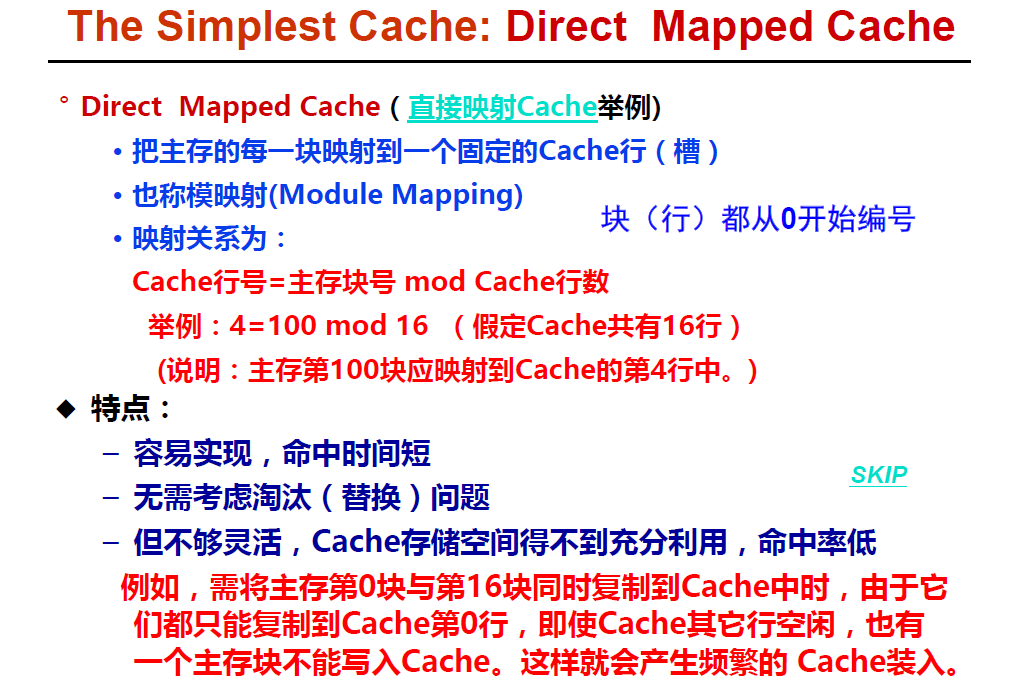 The Simplest Cache: Direct Mapped Cache
° Direct Mapped Cache ( 直接映射Cache举例)
• 把主存的每一块映射到一个固定的Cache行（槽）
• 也称模映射(Module Mapping)
块（行）都从0开始编号
• 映射关系为：
Cache行号=主存块号 mod Cache行数
举例：4=100 mod 16 （假定Cache共有16行）
(说明：主存第100块应映射到Cache的第4行中。)
◆ 特点：
– 容易实现，命中时间短
SKIP
– 无需考虑淘汰（替换）问题
– 但不够灵活，Cache存储空间得不到充分利用，命中率低
例如，需将主存第0块与第16块同时复制到Cache中时，由于它
们都只能复制到Cache第0行，即使Cache其它行空闲，也有
一个主存块不能写入Cache。这样就会产生频繁的 Cache装入。